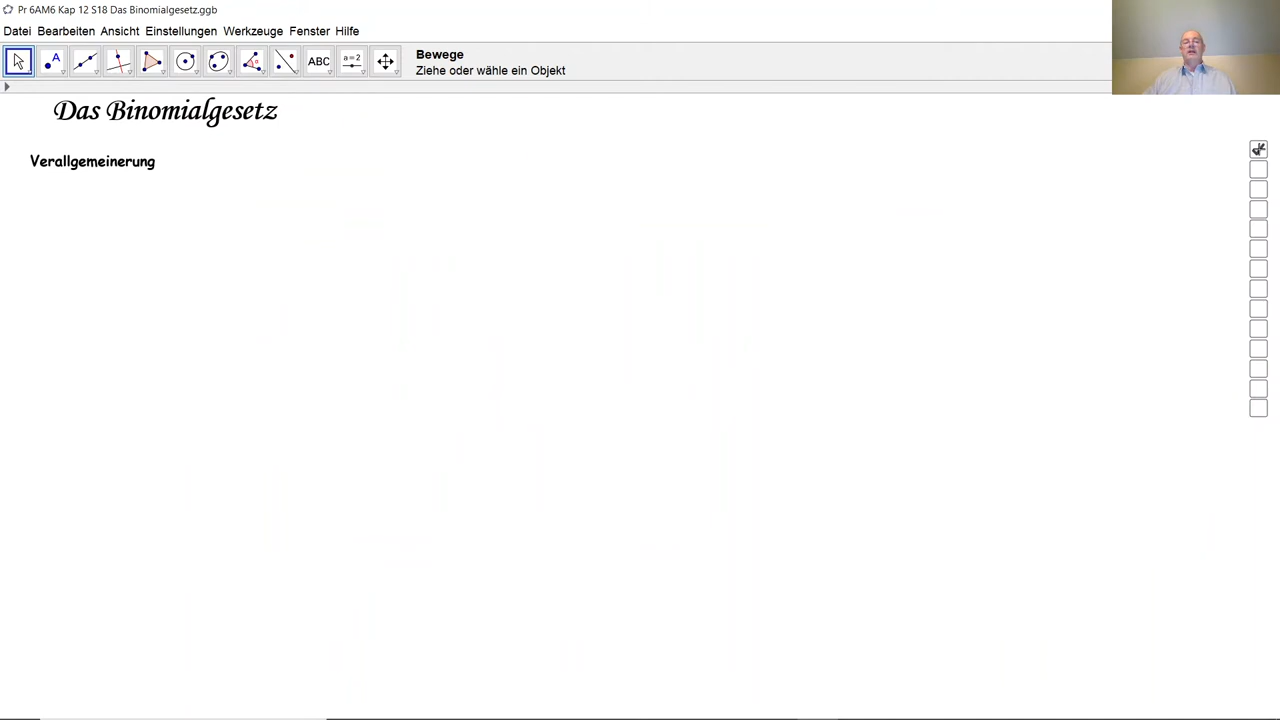 Pr 6AM6 Kap 12 S18 Das Binomialgesetz.ggb
Datei Bearbeiten Ansicht Einstellungen Werkzeuge Fenster Hilfe
A
ABC
a=2
Bewege
Ziehe oder wähle ein Objekt
Das Binomialgesetz
Verallgemeinerung